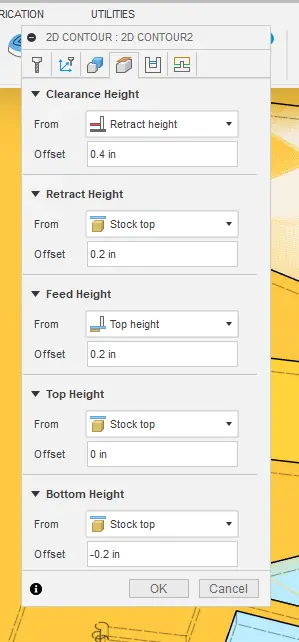 RICATION UTILITIES
2D CONTOUR : 2D CONTOUR2
Clearance Height
From Retract height
Offset 0.4 in
Retract Height
From Stock top
Offset 0.2 in
Feed Height
From Top height
Offset 0.2 in
Top Height
From Stock top
Offset 0 in
Bottom Height
From Stock top
Offset -0.2 in
OK Cancel